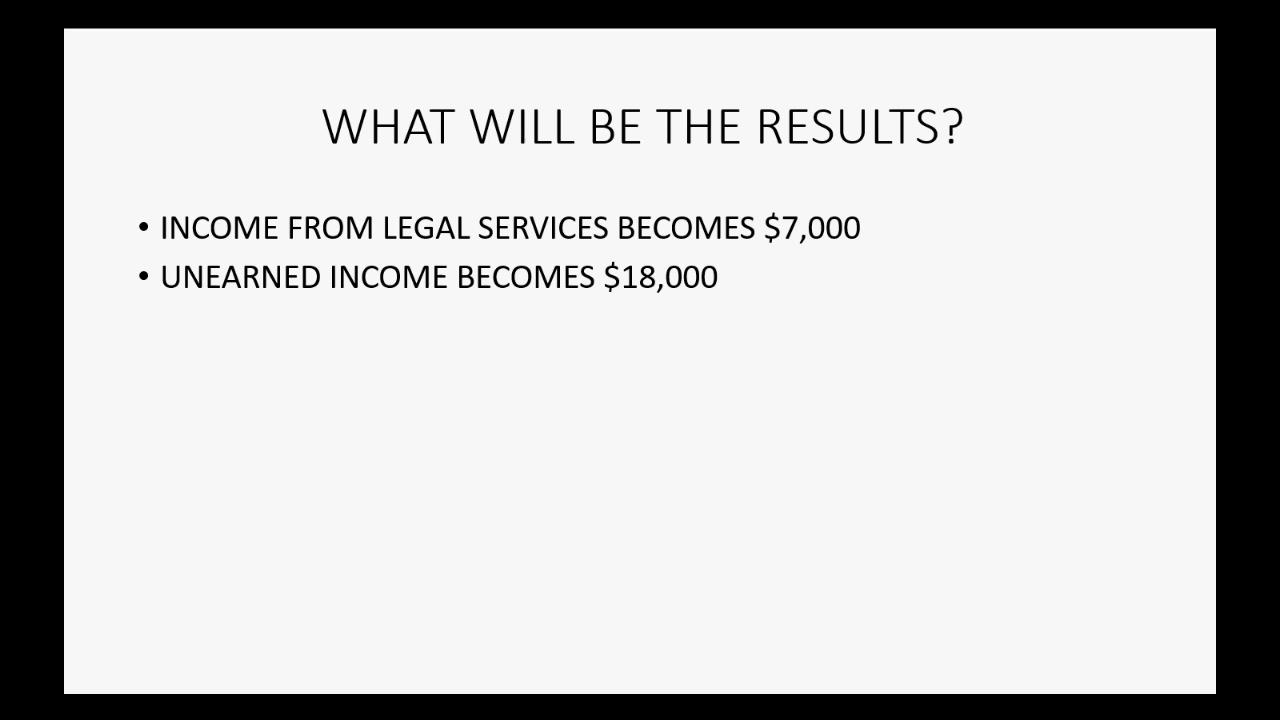 WHAT WILL BE THE RESULTS?
• INCOME FROM LEGAL SERVICES BECOMES $7,000
• UNEARNED INCOME BECOMES $18,000